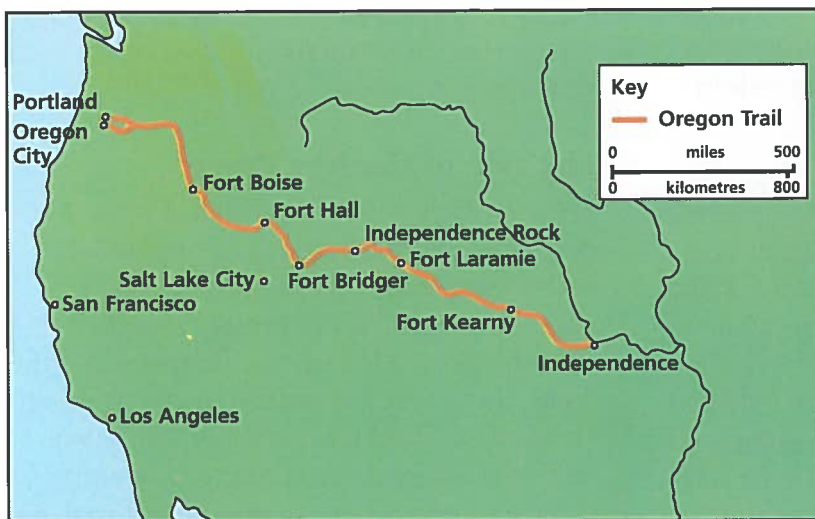 Key
Oregon Trail
0 miles 500
0 kilometres 800
Portland
Oregon
City
Fort Boise
Fort Hall
Independence Rock
Fort Laramie
Salt Lake City
Fort Bridger
San Francisco
Fort Kearny
Independence
Los Angeles